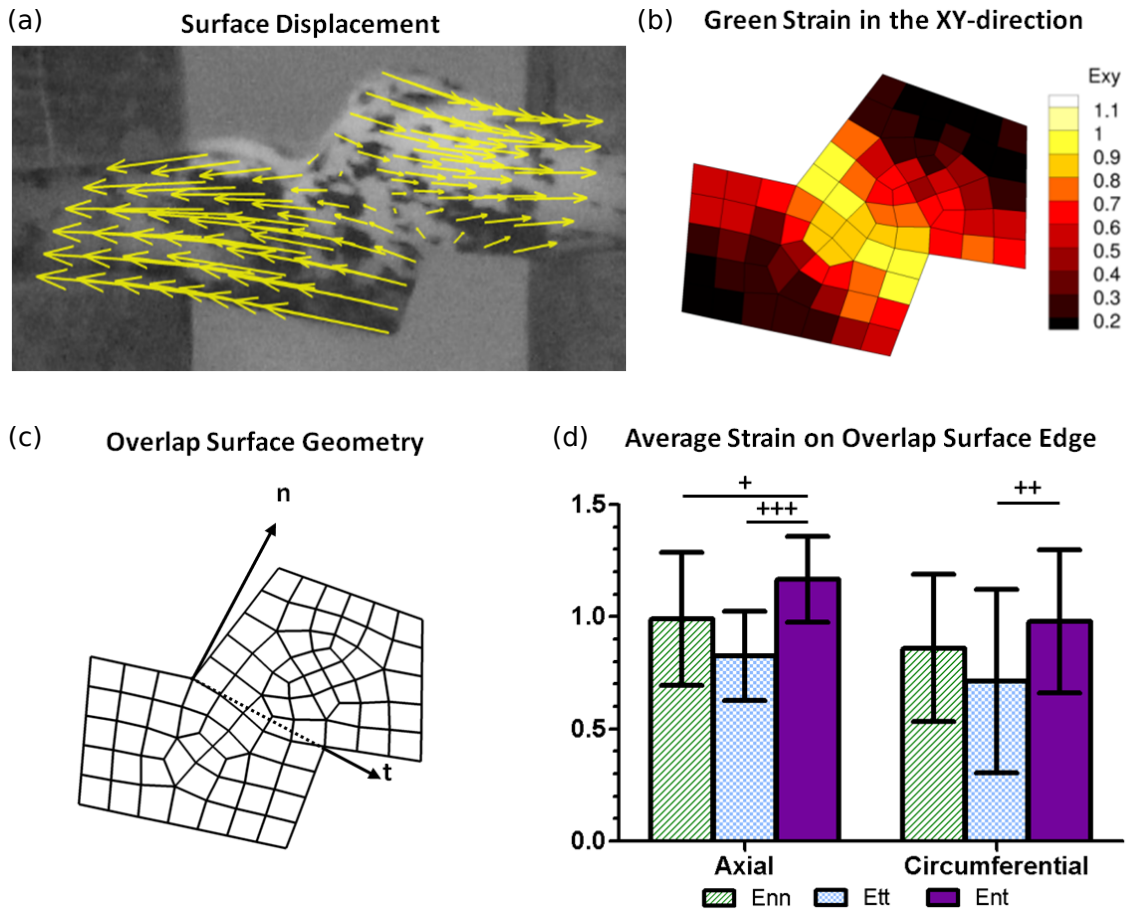 (a)
Surface Displacement
(b)
Green Strain in the XY-direction
Exy
1.1
1
0.9
0.8
0.7
0.6
0.5
0.4
0.3
0.2
(c)
Overlap Surface Geometry
n
t
(d)
Average Strain on Overlap Surface Edge
+
+++
++
1.5
1.0
0.5
0.0
Axial
Circumferential
Enn
Ett
Ent